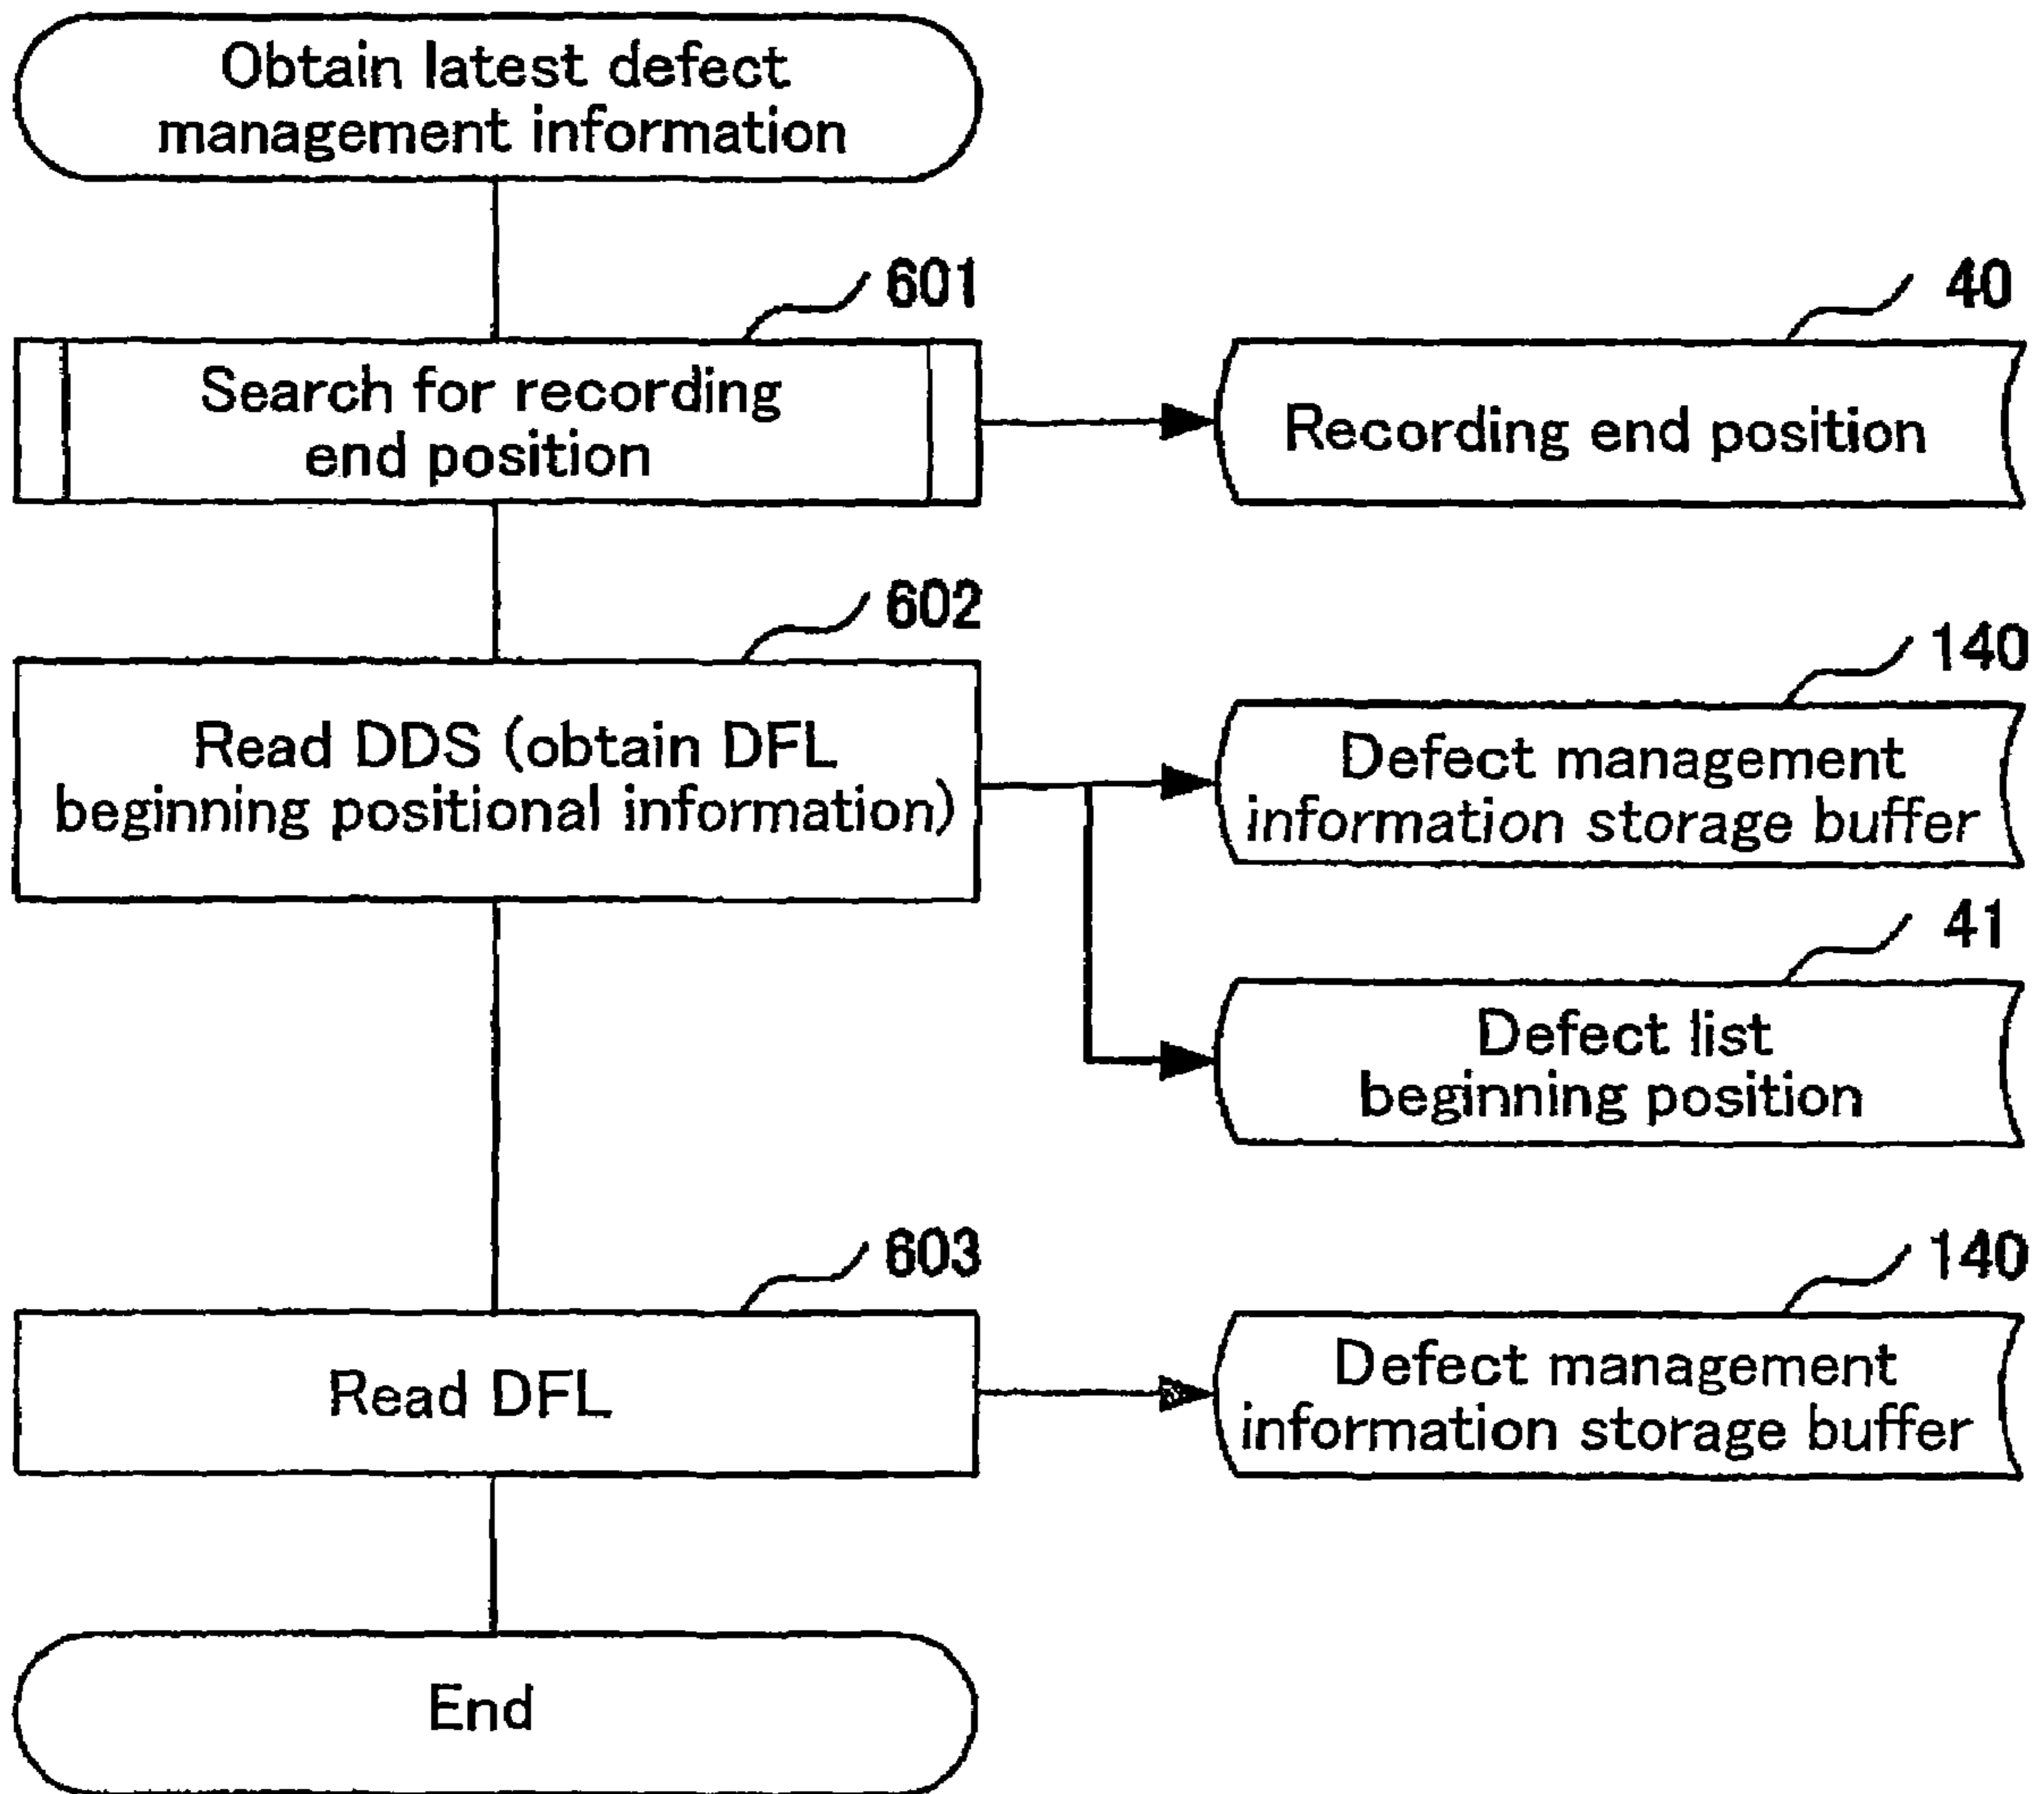 Obtain latest defect
management information
601
Search for recording
end position
40
Recording end position
602
Read DDS (obtain DFL
beginning positional information)
140
Defect management
information storage buffer
41
Defect list
beginning position
603
Read DFL
140
Defect management
information storage buffer
End